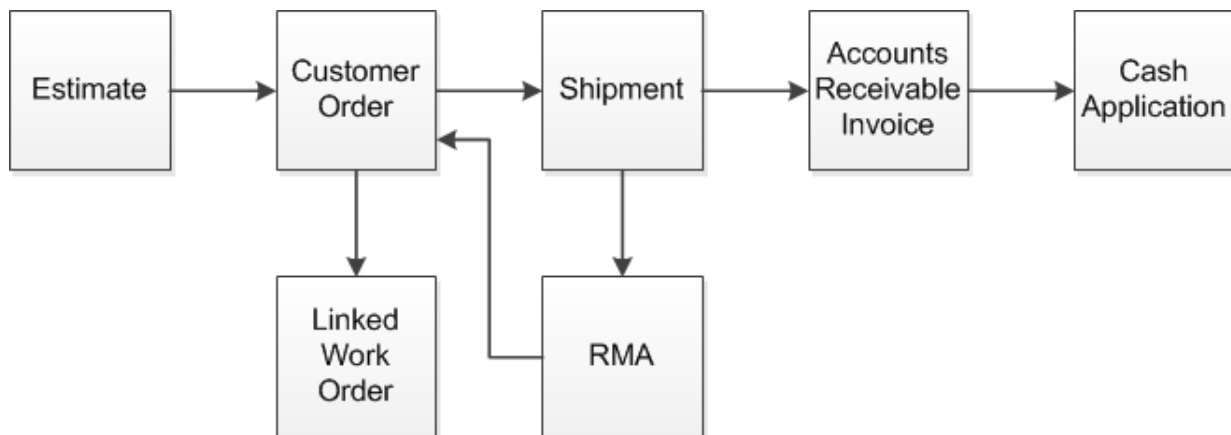 Estimate
Customer
Order
Shipment
Accounts
Receivable
Invoice
Cash
Application
Linked
Work
Order
RMA